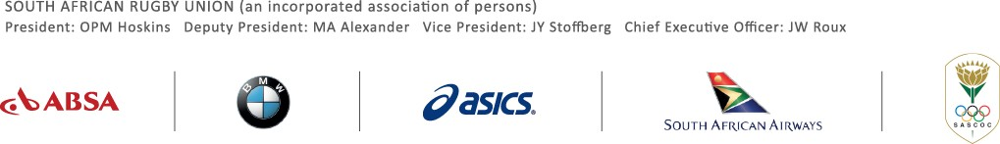 SOUTH AFRICAN RUGBY UNION (an incorporated association of persons)
President: OPM Hoskins Deputy President: MA Alexander Vice President: JY Stoffberg Chief Executive Officer: JW Roux
ABSA
BMW
asics®
SOUTH AFRICAN AIRWAYS
SASCOC